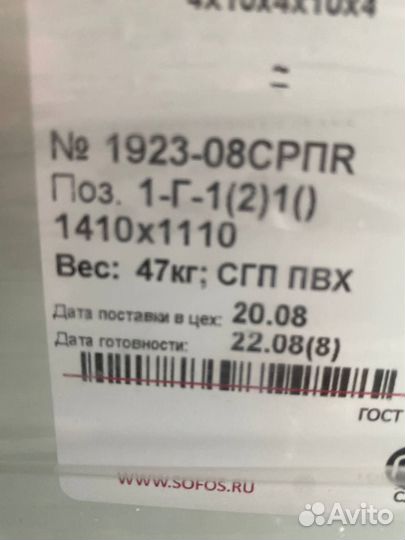 4x10x4x10x4
№ 1923-08СРПR
Поз. 1-Г-1(2)1()
1410x1110
Вес: 47кг; СГП ПВХ
Дата поставки в цех: 20.08
Дата готовности: 22.08(8)
ГОСТ
WWW.SOFOS.RU
Avito